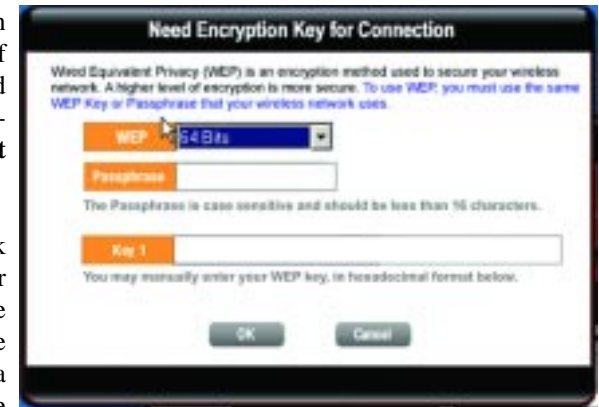 Need Encryption Key for Connection
Wired Equivalent Privacy (WEP) is an encryption method used to secure your wireless
network. A higher level of encryption is more secure. To use WEP, you must use the same
WEP Key or Passphrase that your wireless network uses.
WEP 64 Bits
Passphrase
The Passphrase is case sensitive and should be less than 16 characters.
Key 1
You may manually enter your WEP key, in hexadecimal format below.
OK Cancel